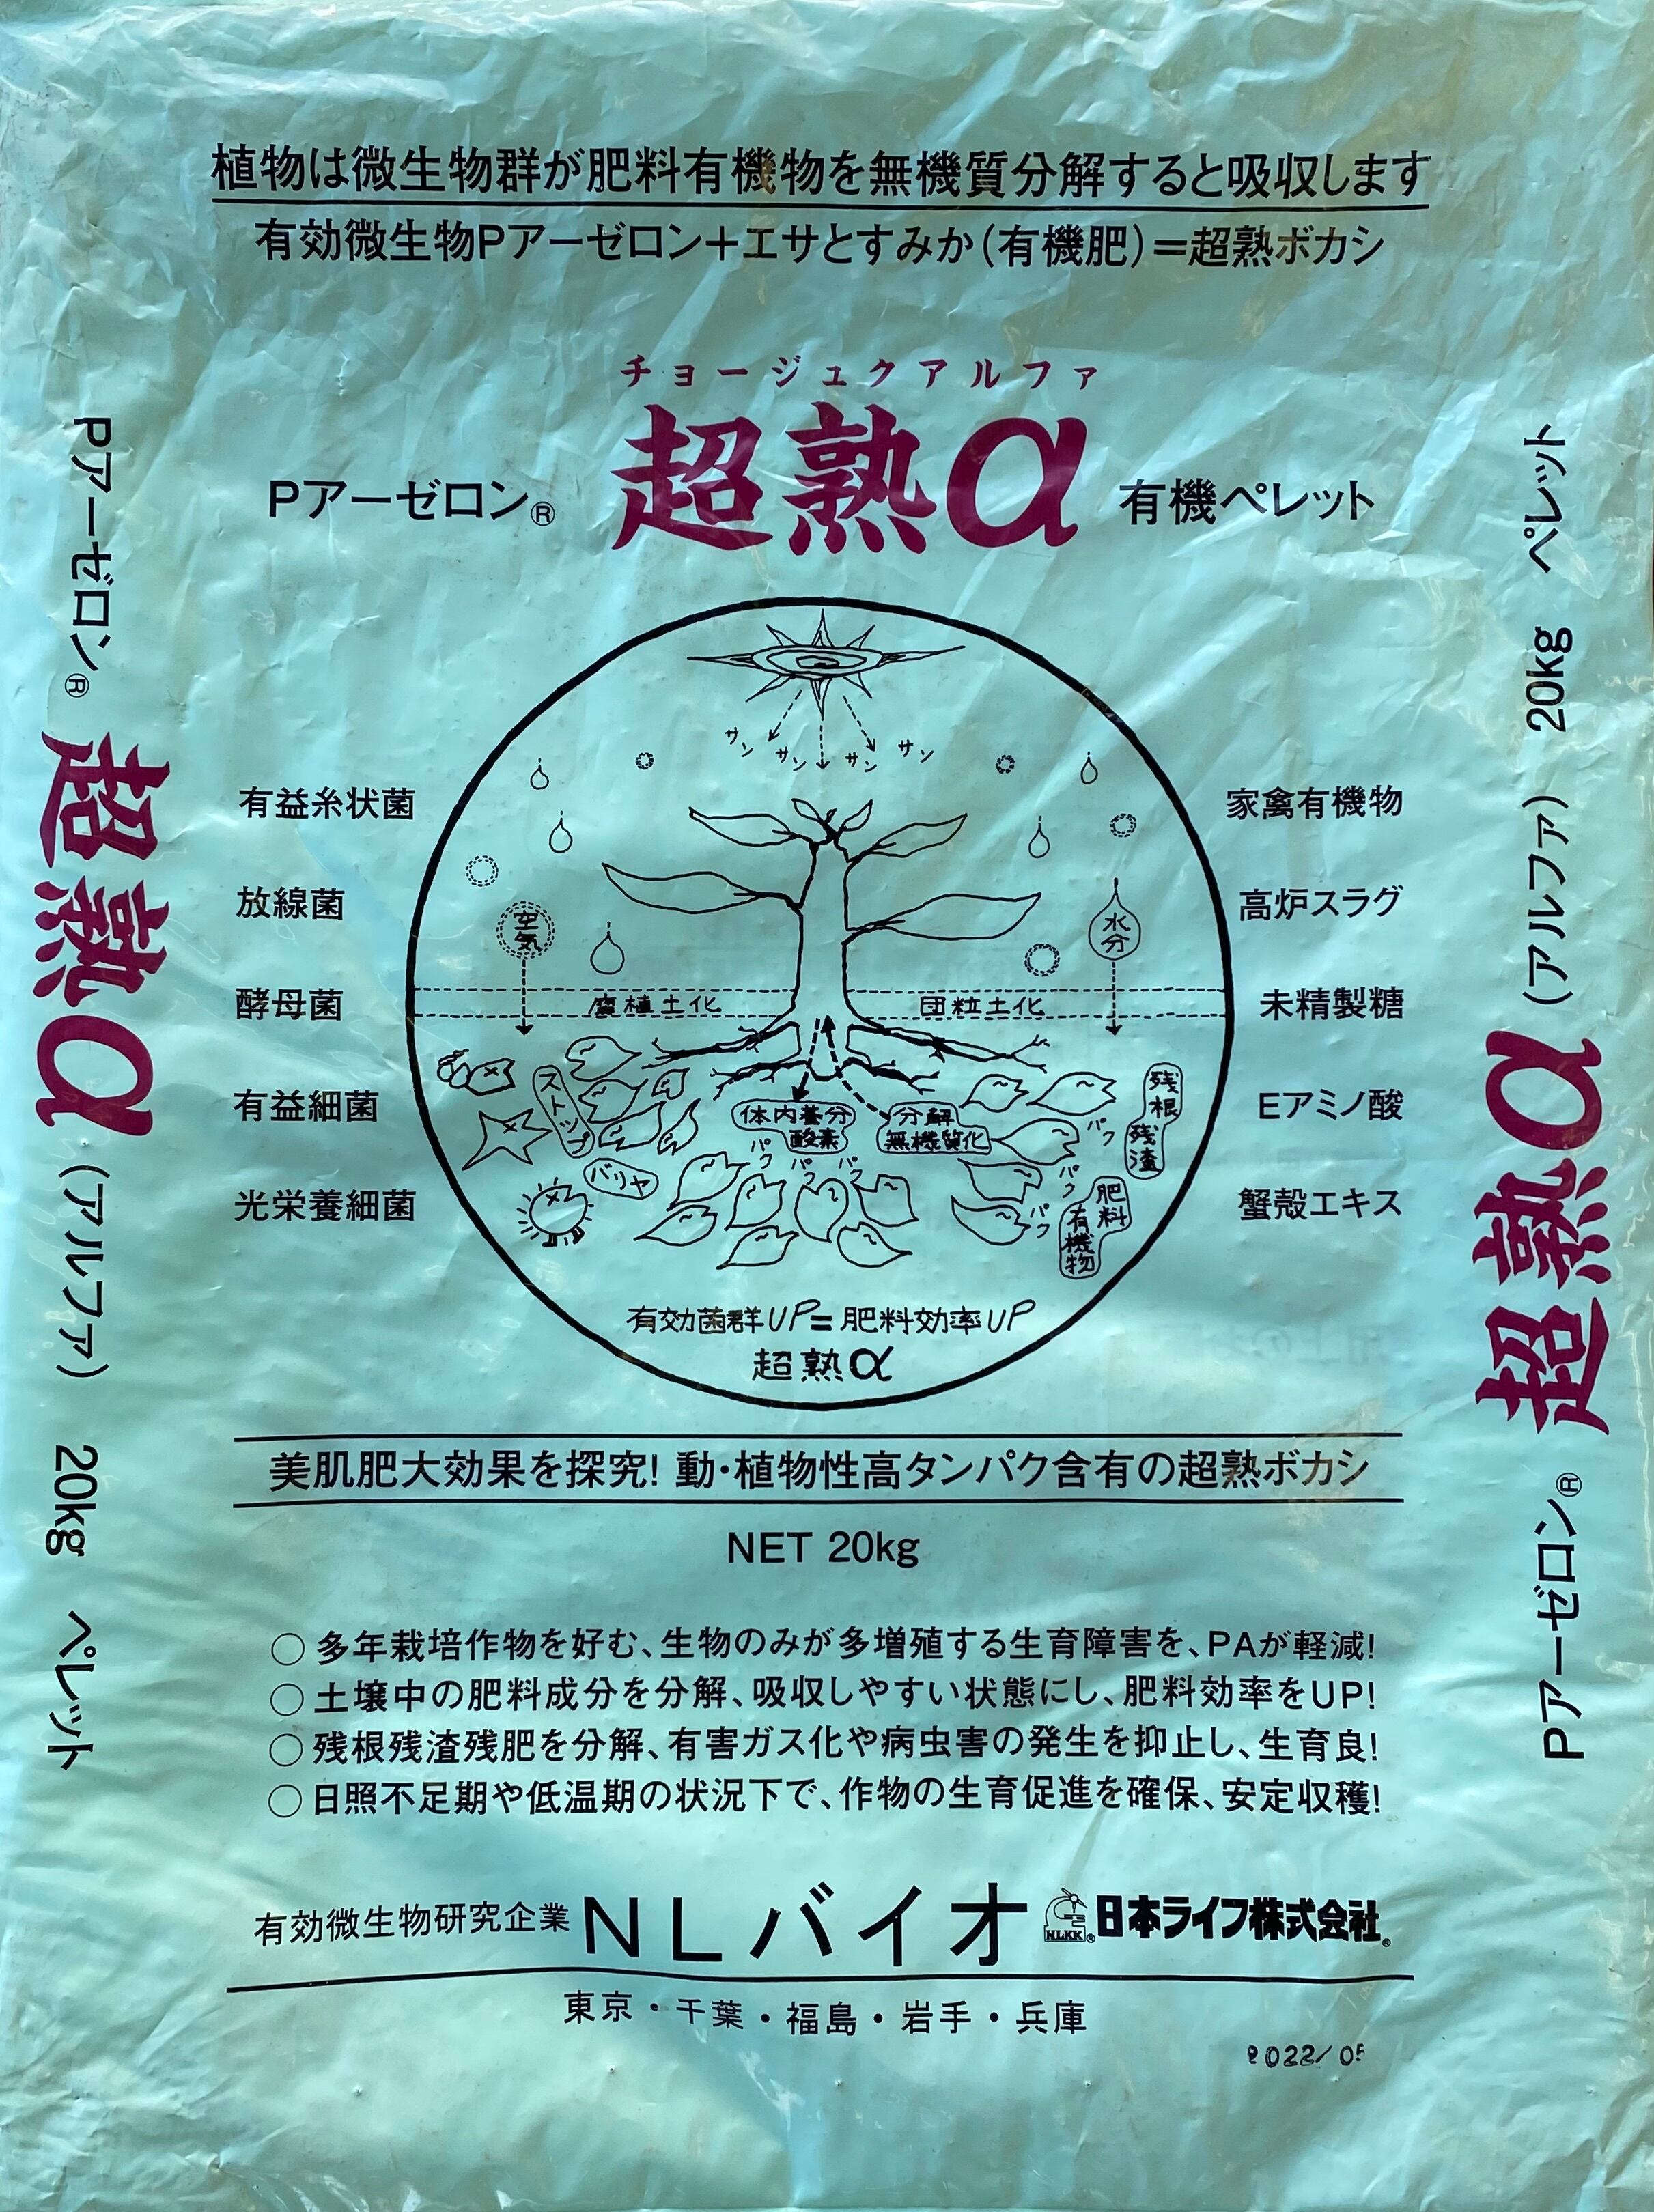 植物は微生物群が肥料有機物を無機質分解すると吸収します
有効微生物Pアーゼロン+エサとすみか(有機肥)=超熟ボカシ
チョージュクアルファ
Pアーゼロン® 超熟α 有機ペレット
Pアーゼロン® 超熟α (アルファ) 20kg ペレット
有益糸状菌
放線菌
酵母菌
有益細菌
光栄養細菌
サン サン サン サン
空気
水分
植土化
団粒土化
ストップ
バリヤ
体内養分
酸素
分解
無機質化
パク パク パク
パク パク パク
残根
残渣
肥料
有機物
有効菌群UP=肥料効率UP
超熟α
家禽有機物
高炉スラグ
未精製糖
Eアミノ酸
蟹殻エキス
Pアーゼロン® 超熟α (アルファ) 20kg ペレット
美肌肥大効果を探究! 動・植物性高タンパク含有の超熟ボカシ
NET 20kg
○多年栽培作物を好む、生物のみが多増殖する生育障害を、PAが軽減!
○土壌中の肥料成分を分解、吸収しやすい状態にし、肥料効率をUP!
○残根残渣残肥を分解、有害ガス化や病虫害の発生を抑止し、生育良!
○日照不足期や低温期の状況下で、作物の生育促進を確保、安定収穫!
有効微生物研究企業 NLバイオ NLKK® 日本ライフ株式会社®
東京・千葉・福島・岩手・兵庫
2022/05